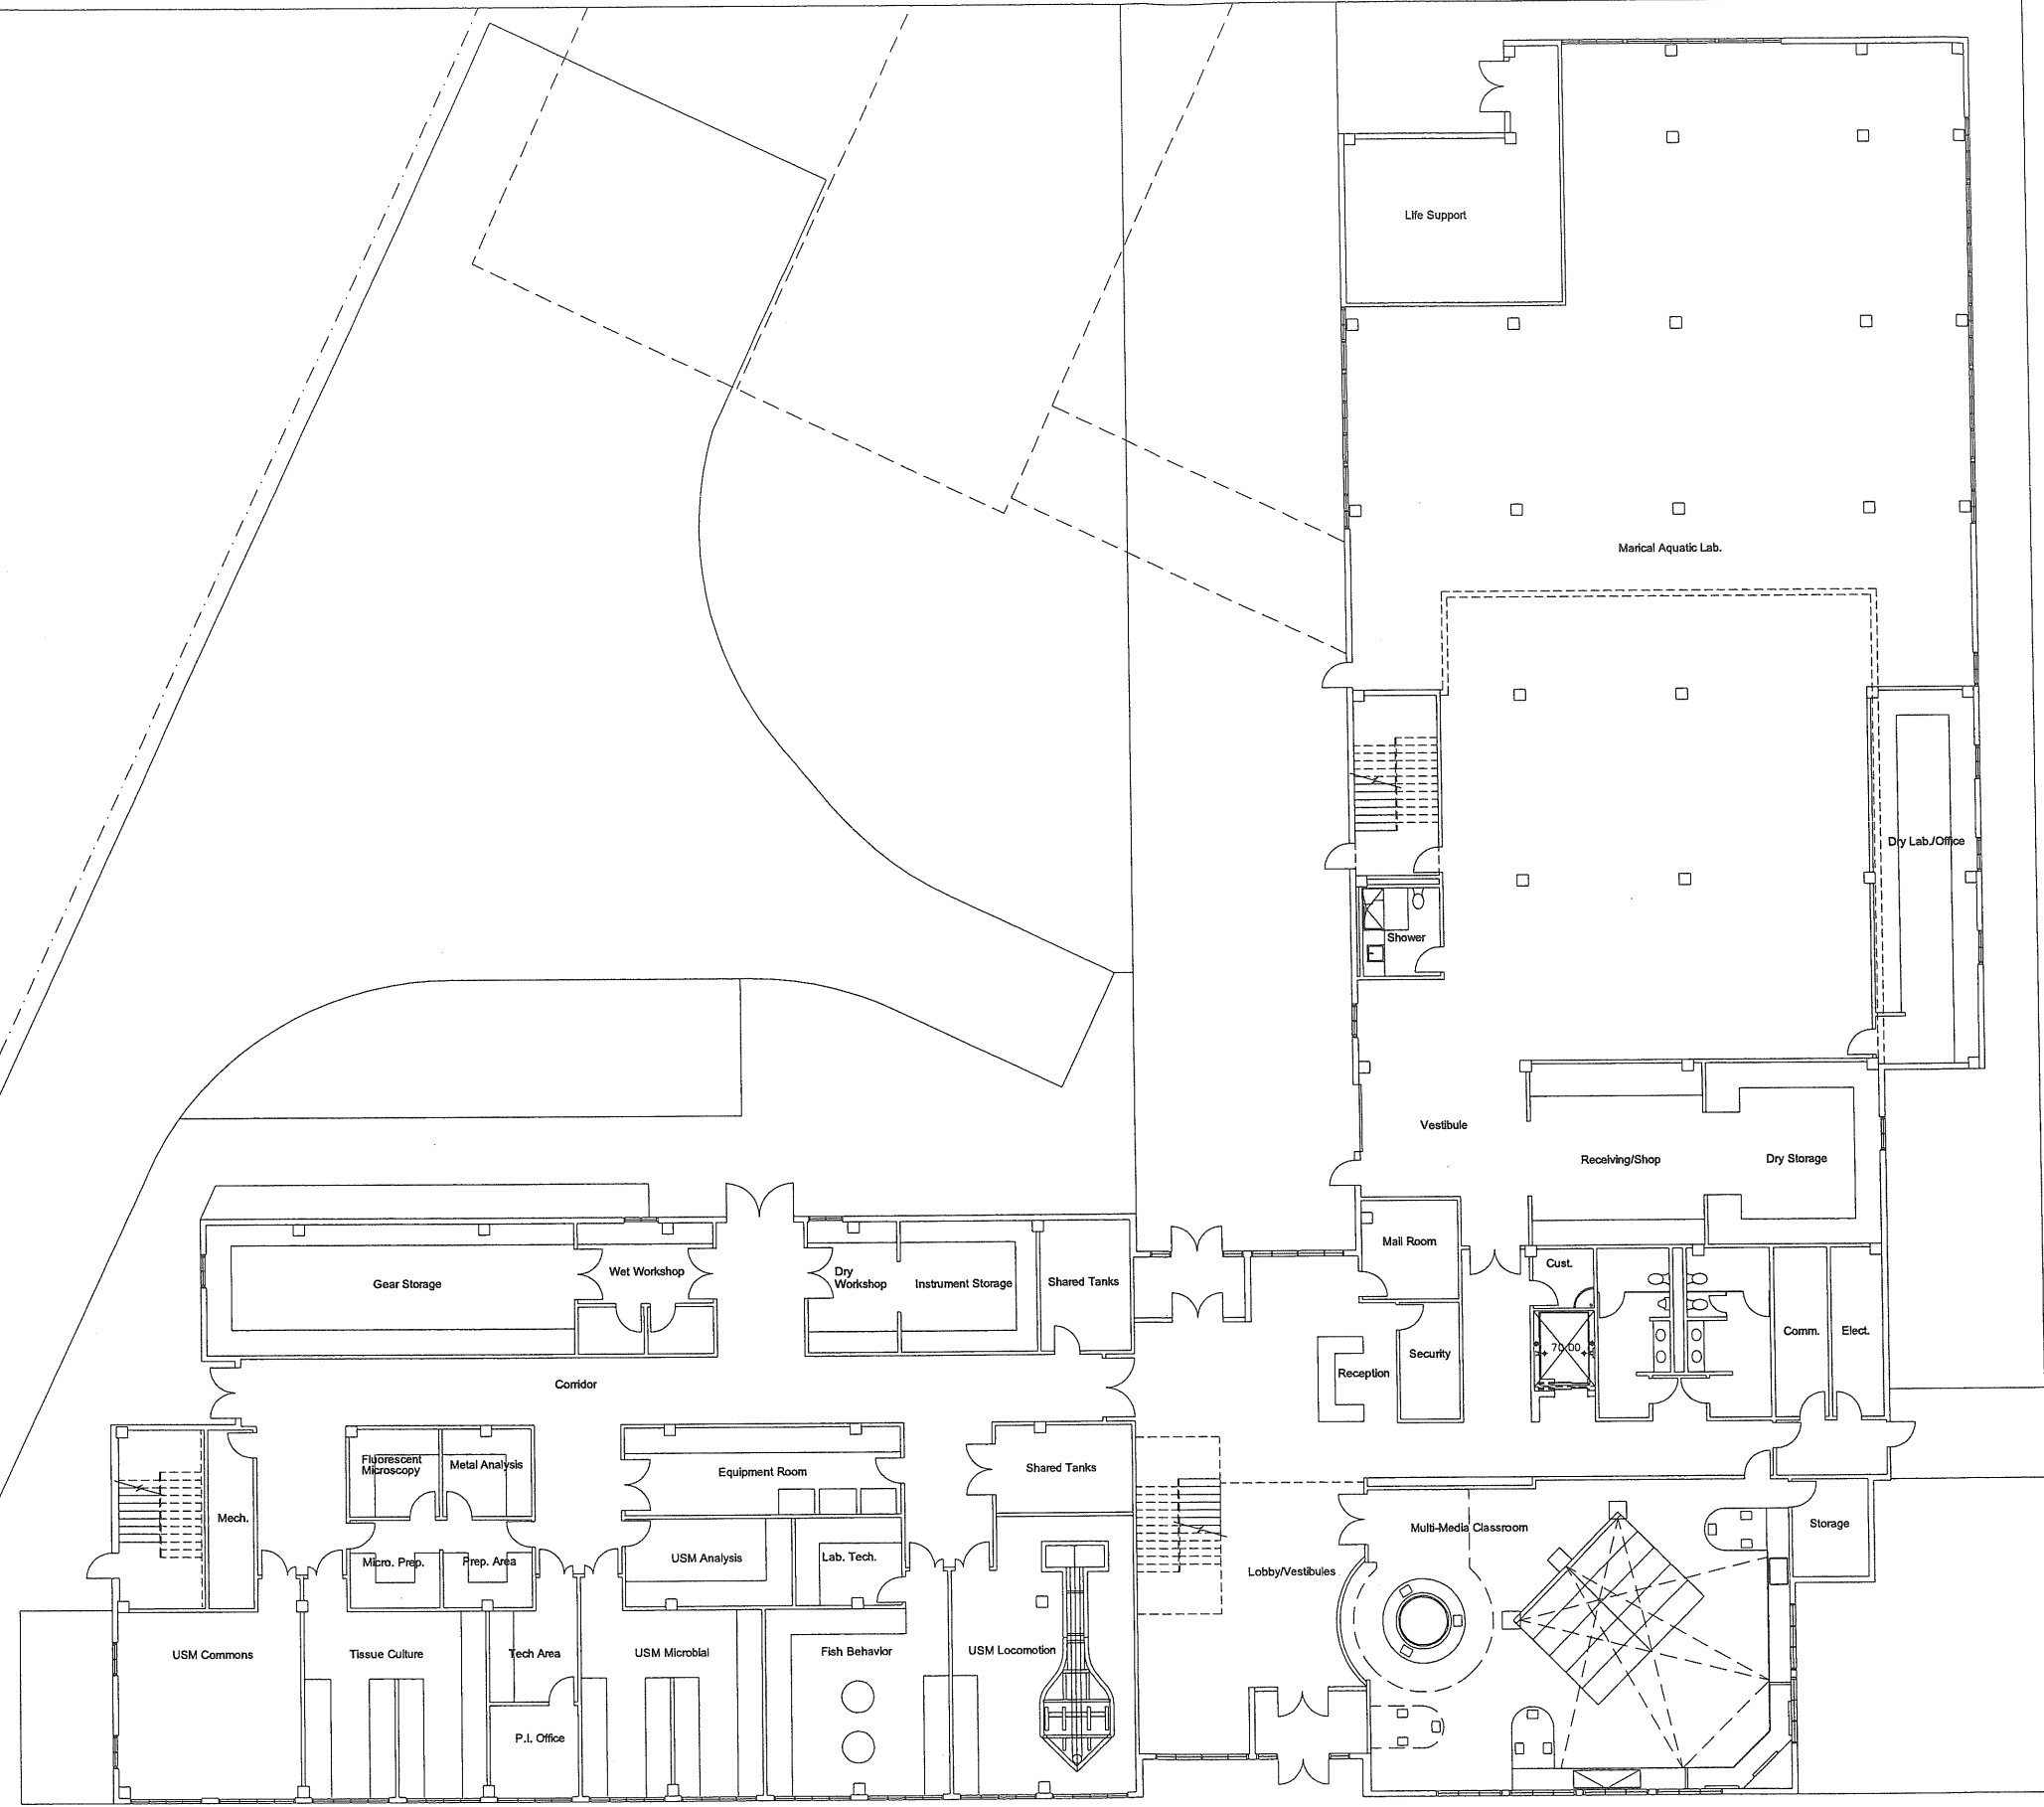 Life Support
Marical Aquatic Lab.
Dry Lab./Office
Shower
Vestibule
Receiving/Shop
Dry Storage
Mail Room
Cust.
Gear Storage
Wet Workshop
Dry
Workshop
Instrument Storage
Shared Tanks
Comm.
Elect.
70.00
Security
Reception
Corridor
Fluorescent
Microscopy
Metal Analysis
Equipment Room
Shared Tanks
Mech.
Multi-Media Classroom
Storage
Micro. Prep.
Prep. Area
USM Analysis
Lab. Tech.
Lobby/Vestibules
USM Commons
Tissue Culture
Tech Area
USM Microbial
Fish Behavior
USM Locomotion
P.I. Office